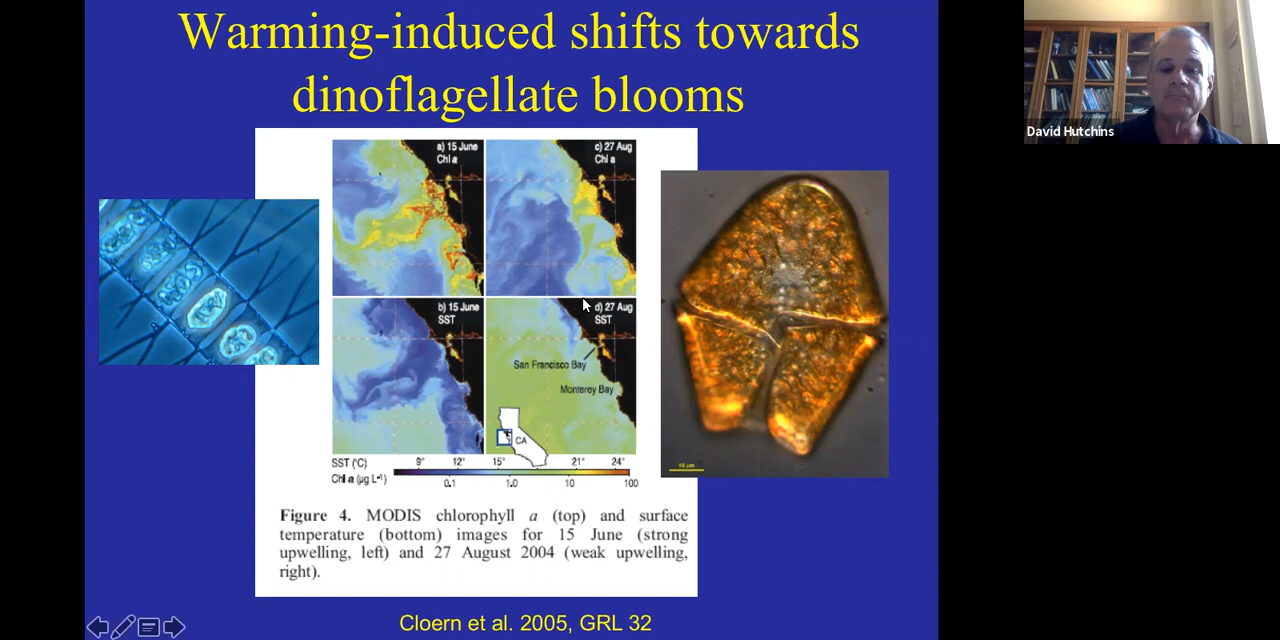 Warming-induced shifts towards
dinoflagellate blooms
David Hutchins
a) 15 June
Chl a
c) 27 Aug
Chl a
b) 15 June
SST
d) 27 Aug
SST
San Francisco Bay
Monterey Bay
CA
SST (°C) 9° 12° 15° 21° 24°
Chl a (µg L⁻¹) 0.1 1.0 10 100
10 µm
Figure 4. MODIS chlorophyll a (top) and surface
temperature (bottom) images for 15 June (strong
upwelling, left) and 27 August 2004 (weak upwelling,
right).
Cloern et al. 2005, GRL 32